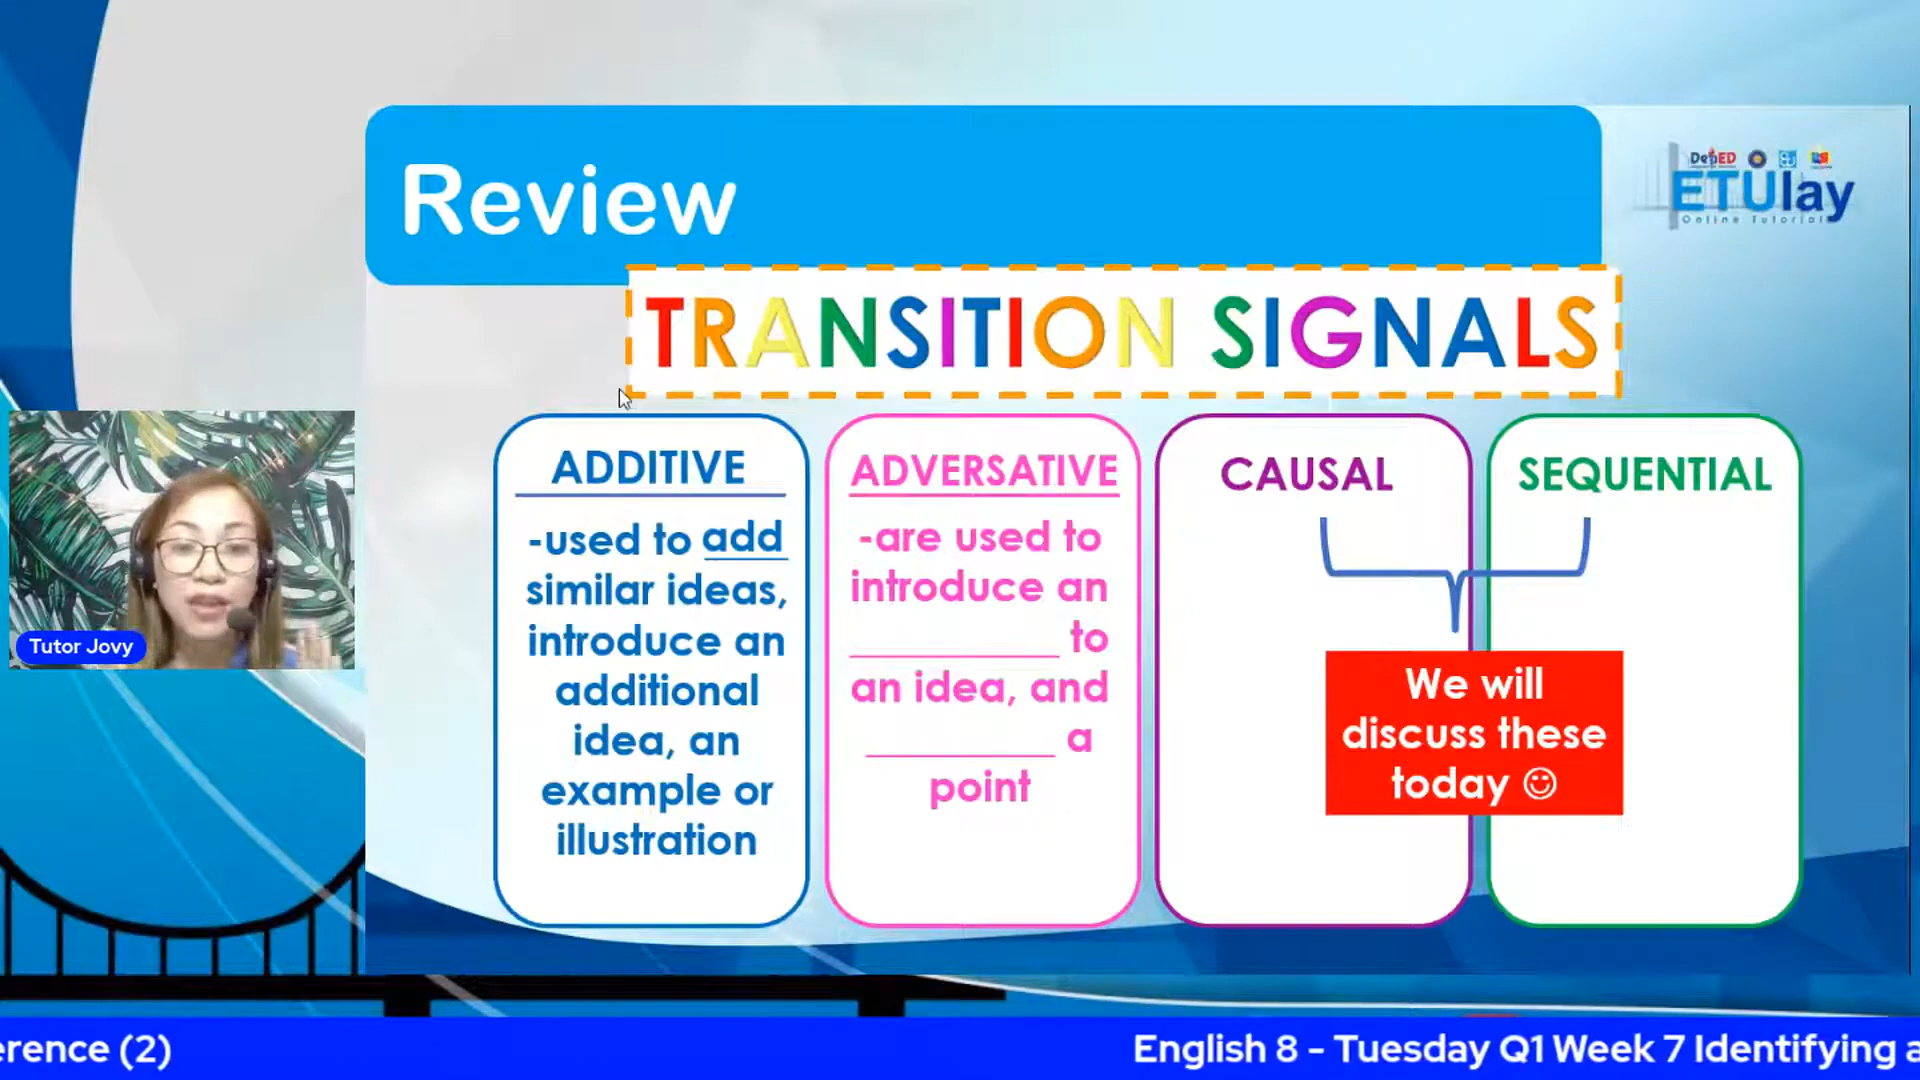 Review
DepED
ETUlay
Online Tutorial
TRANSITION SIGNALS
ADDITIVE
-used to add
similar ideas,
introduce an
additional
idea, an
example or
illustration
ADVERSATIVE
-are used to
introduce an
___________ to
an idea, and
__________ a
point
CAUSAL
SEQUENTIAL
We will
discuss these
today ☺
Tutor Jovy
erence (2)
English 8 - Tuesday Q1 Week 7 Identifying a